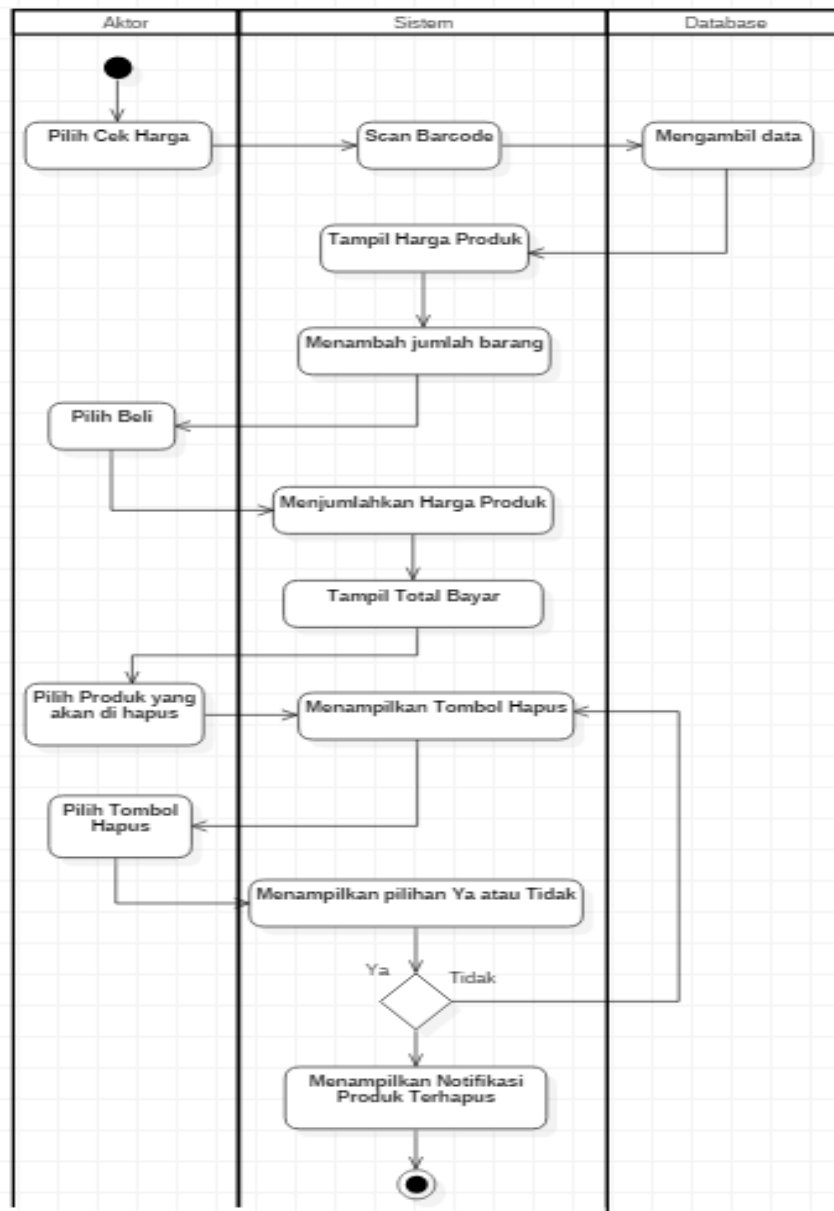 Aktor
Sistem
Database
Pilih Cek Harga
Scan Barcode
Mengambil data
Tampil Harga Produk
Menambah jumlah barang
Pilih Beli
Menjumlahkan Harga Produk
Tampil Total Bayar
Pilih Produk yang
akan di hapus
Menampilkan Tombol Hapus
Pilih Tombol
Hapus
Menampilkan pilihan Ya atau Tidak
Ya
Tidak
Menampilkan Notifikasi
Produk Terhapus